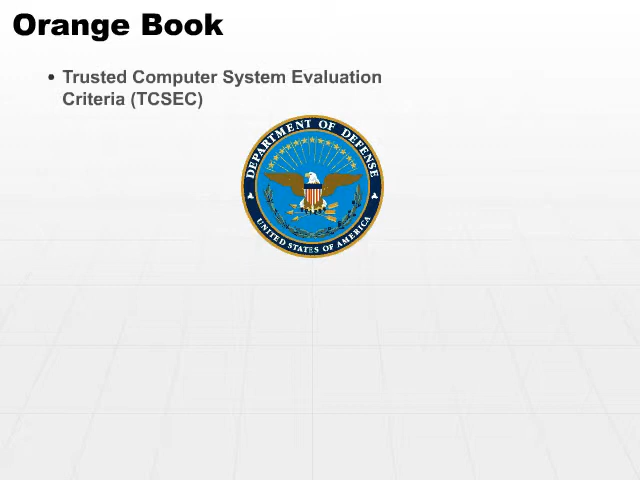 Orange Book
• Trusted Computer System Evaluation
Criteria (TCSEC)
DEPARTMENT OF DEFENSE
UNITED STATES OF AMERICA